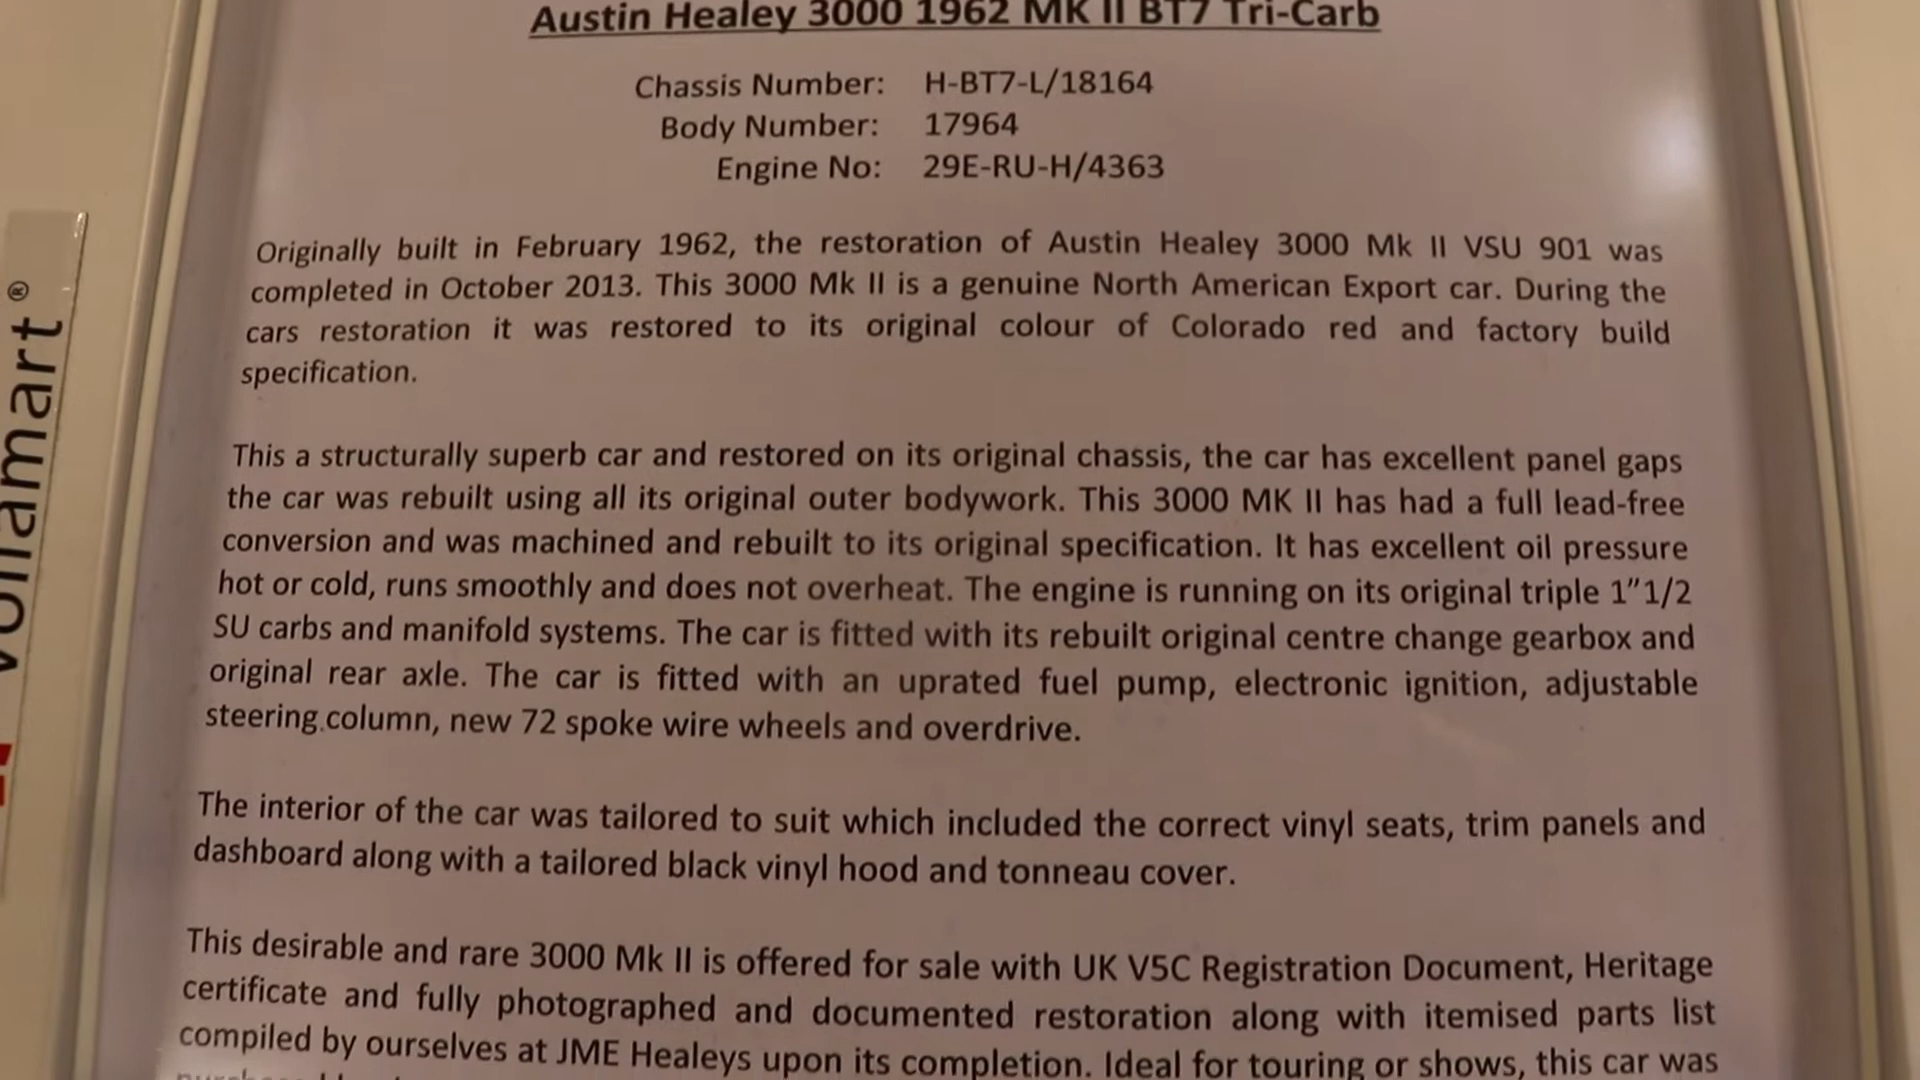 Austin Healey 3000 1962 MK II BT7 Tri-Carb
Chassis Number: H-BT7-L/18164
Body Number: 17964
Engine No: 29E-RU-H/4363
Originally built in February 1962, the restoration of Austin Healey 3000 Mk II VSU 901 was
completed in October 2013. This 3000 Mk II is a genuine North American Export car. During the
cars restoration it was restored to its original colour of Colorado red and factory build
specification.
This a structurally superb car and restored on its original chassis, the car has excellent panel gaps
the car was rebuilt using all its original outer bodywork. This 3000 MK II has had a full lead-free
conversion and was machined and rebuilt to its original specification. It has excellent oil pressure
hot or cold, runs smoothly and does not overheat. The engine is running on its original triple 1”1/2
SU carbs and manifold systems. The car is fitted with its rebuilt original centre change gearbox and
original rear axle. The car is fitted with an uprated fuel pump, electronic ignition, adjustable
steering column, new 72 spoke wire wheels and overdrive.
The interior of the car was tailored to suit which included the correct vinyl seats, trim panels and
dashboard along with a tailored black vinyl hood and tonneau cover.
This desirable and rare 3000 Mk II is offered for sale with UK V5C Registration Document, Heritage
certificate and fully photographed and documented restoration along with itemised parts list
compiled by ourselves at JME Healeys upon its completion. Ideal for touring or shows, this car was